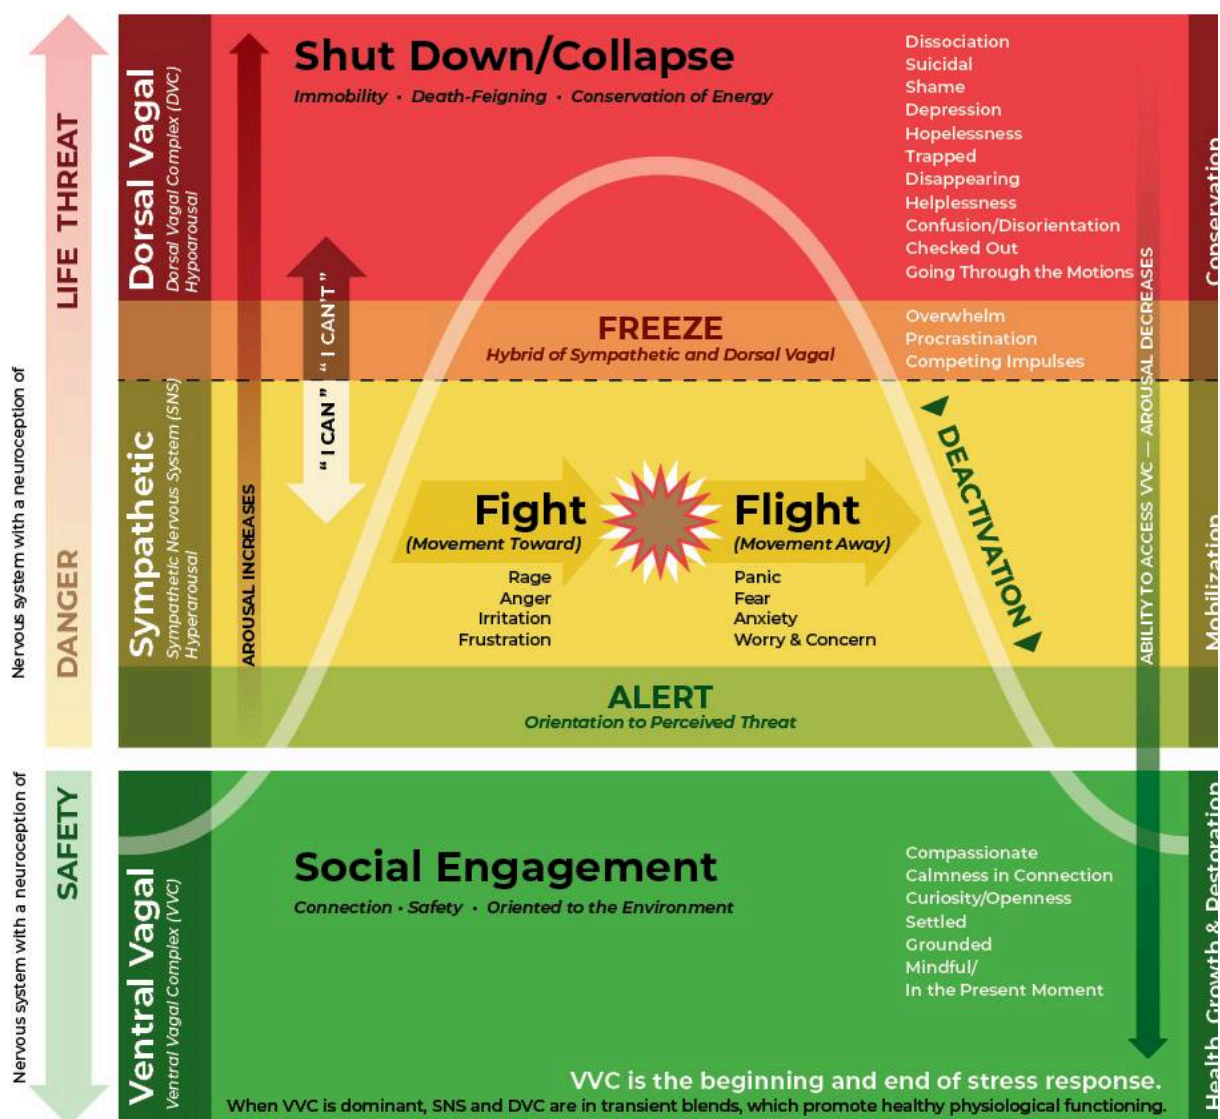 Nervous system with a neuroception of
LIFE THREAT
DANGER
Dorsal Vagal
Dorsal Vagal Complex (DVC)
Hypoarousal
Shut Down/Collapse
Immobility • Death-Feigning • Conservation of Energy
Dissociation
Suicidal
Shame
Depression
Hopelessness
Trapped
Disappearing
Helplessness
Confusion/Disorientation
Checked Out
Going Through the Motions
Conservation
FREEZE
Hybrid of Sympathetic and Dorsal Vagal
Overwhelm
Procrastination
Competing Impulses
"I CAN'T"
"I CAN"
AROUSAL INCREASES
Sympathetic
Sympathetic Nervous System (SNS)
Hyperarousal
Fight
(Movement Toward)
Rage
Anger
Irritation
Frustration
Flight
(Movement Away)
Panic
Fear
Anxiety
Worry & Concern
DEACTIVATION
ABILITY TO ACCESS VVC — AROUSAL DECREASES
Mobilization
ALERT
Orientation to Perceived Threat
Nervous system with a neuroception of
SAFETY
Ventral Vagal
Ventral Vagal Complex (VVC)
Social Engagement
Connection • Safety • Oriented to the Environment
Compassionate
Calmness in Connection
Curiosity/Openness
Settled
Grounded
Mindful/
In the Present Moment
Health, Growth & Restoration
VVC is the beginning and end of stress response.
When VVC is dominant, SNS and DVC are in transient blends, which promote healthy physiological functioning.